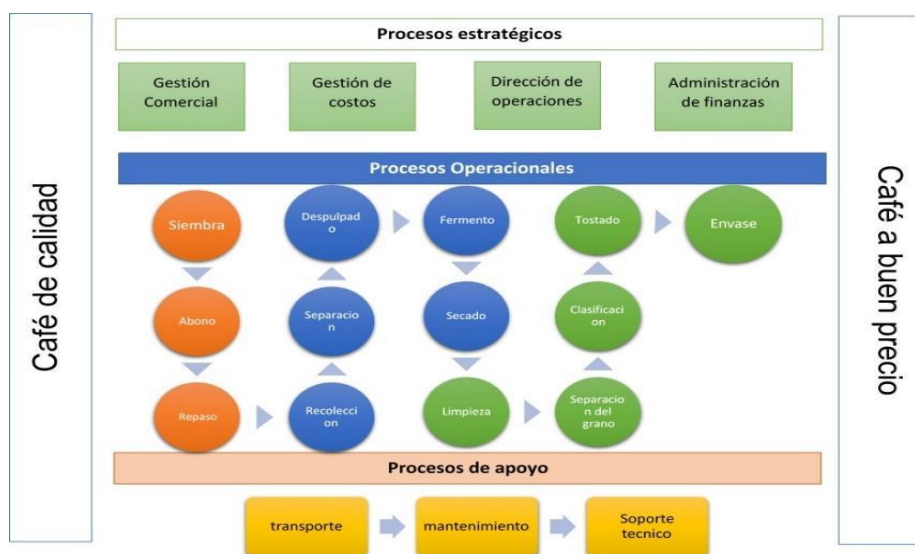 Café de calidad
Procesos estratégicos
Gestión
Comercial
Gestión de
costos
Dirección de
operaciones
Administración
de finanzas
Procesos Operacionales
Siembra
Abono
Repaso
Recolecci
on
Separacio
n
Despulpad
o
Fermento
Secado
Limpieza
Separacio
n del
grano
Clasificaci
on
Tostado
Envase
Procesos de apoyo
transporte
mantenimiento
Soporte
tecnico
Café a buen precio